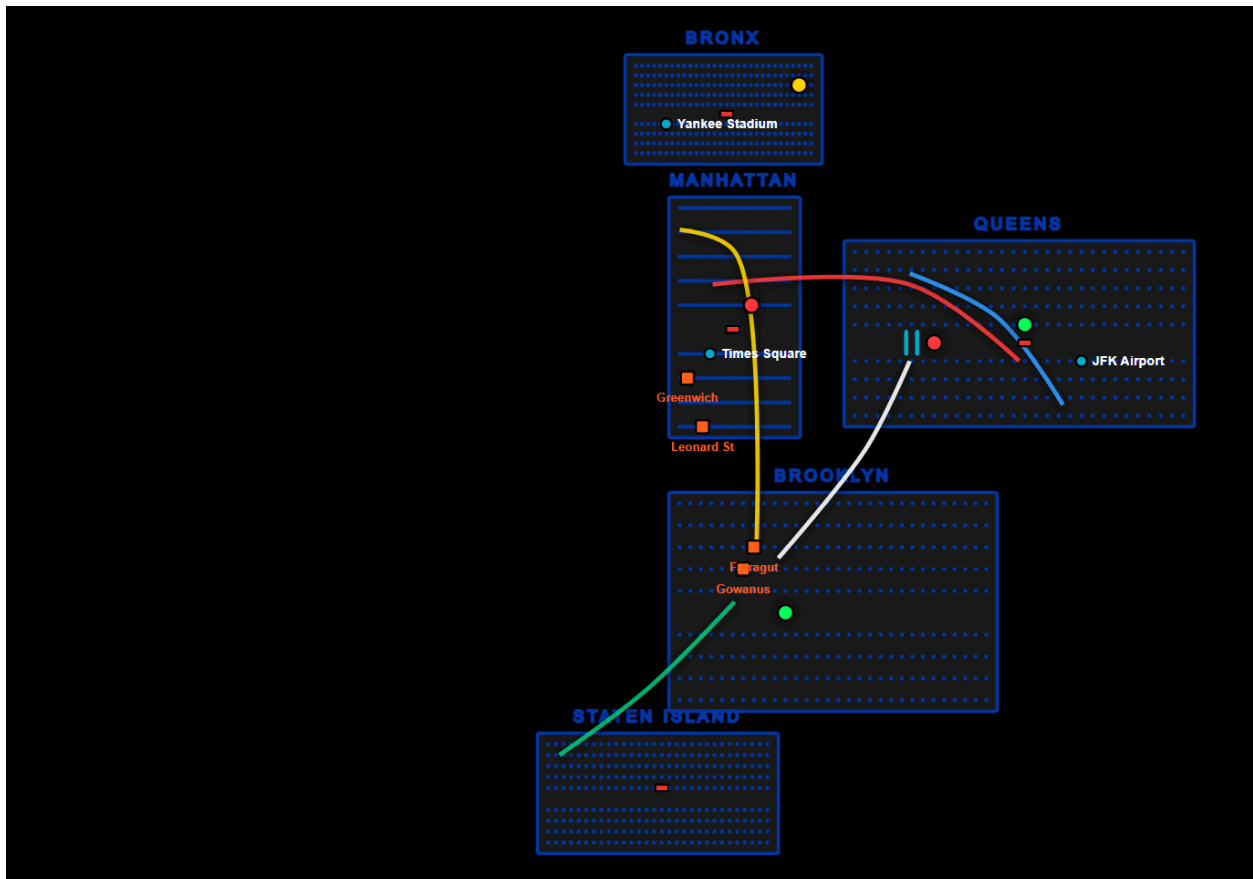 BRONX
Yankee Stadium
MANHATTAN
QUEENS
Times Square
JFK Airport
Greenwich
Leonard St
BROOKLYN
Farragut
Gowanus
STATEN ISLAND